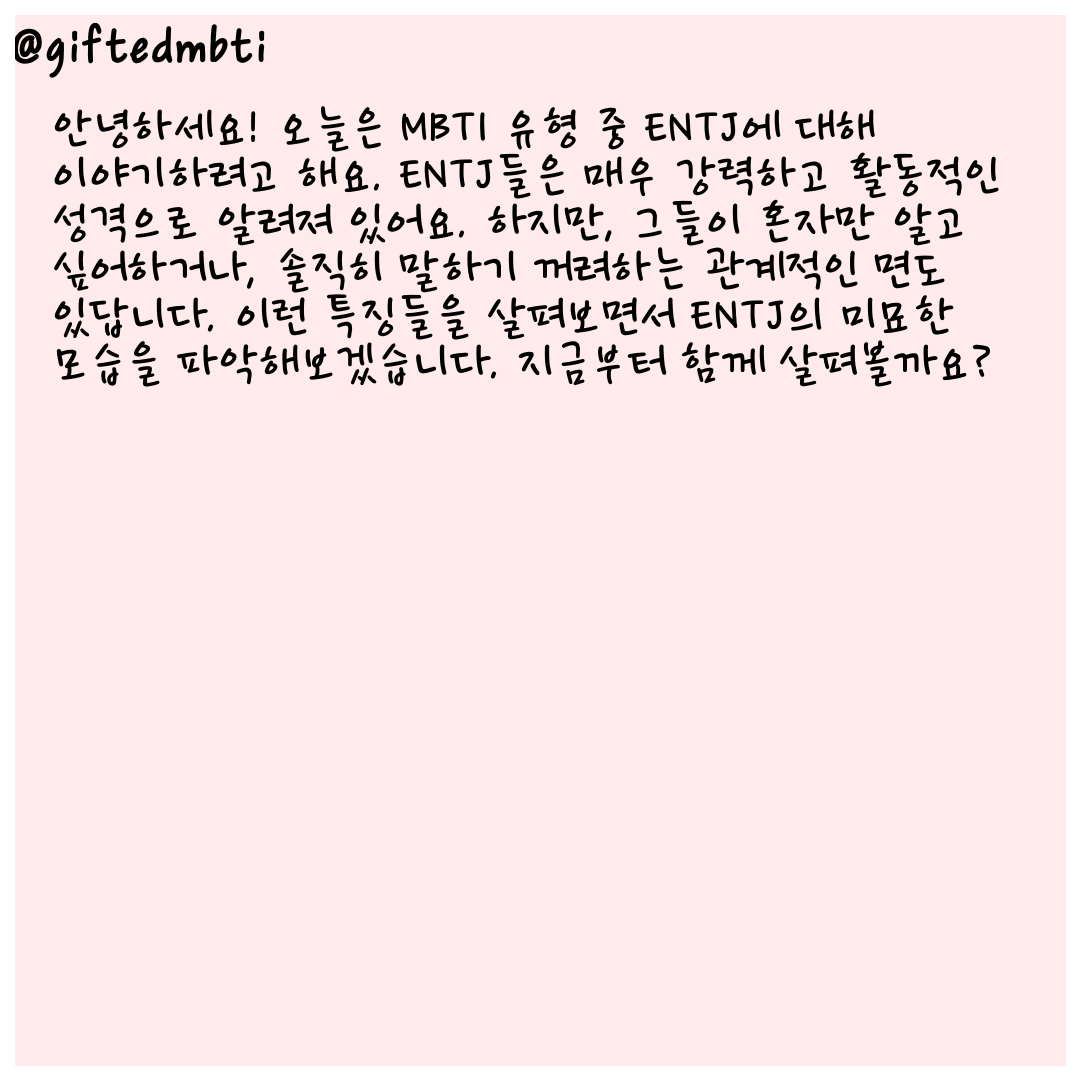 @giftedmbti
안녕하세요! 오늘은 MBTI 유형 중 ENTJ에 대해
이야기하려고 해요. ENTJ들은 매우 강력하고 활동적인
성격으로 알려져 있어요. 하지만, 그들이 혼자만 알고
싶어하거나, 솔직히 말하기 꺼려하는 관계적인 면도
있답니다. 이런 특징들을 살펴보면서 ENTJ의 미묘한
모습을 파악해보겠습니다. 지금부터 함께 살펴볼까요?